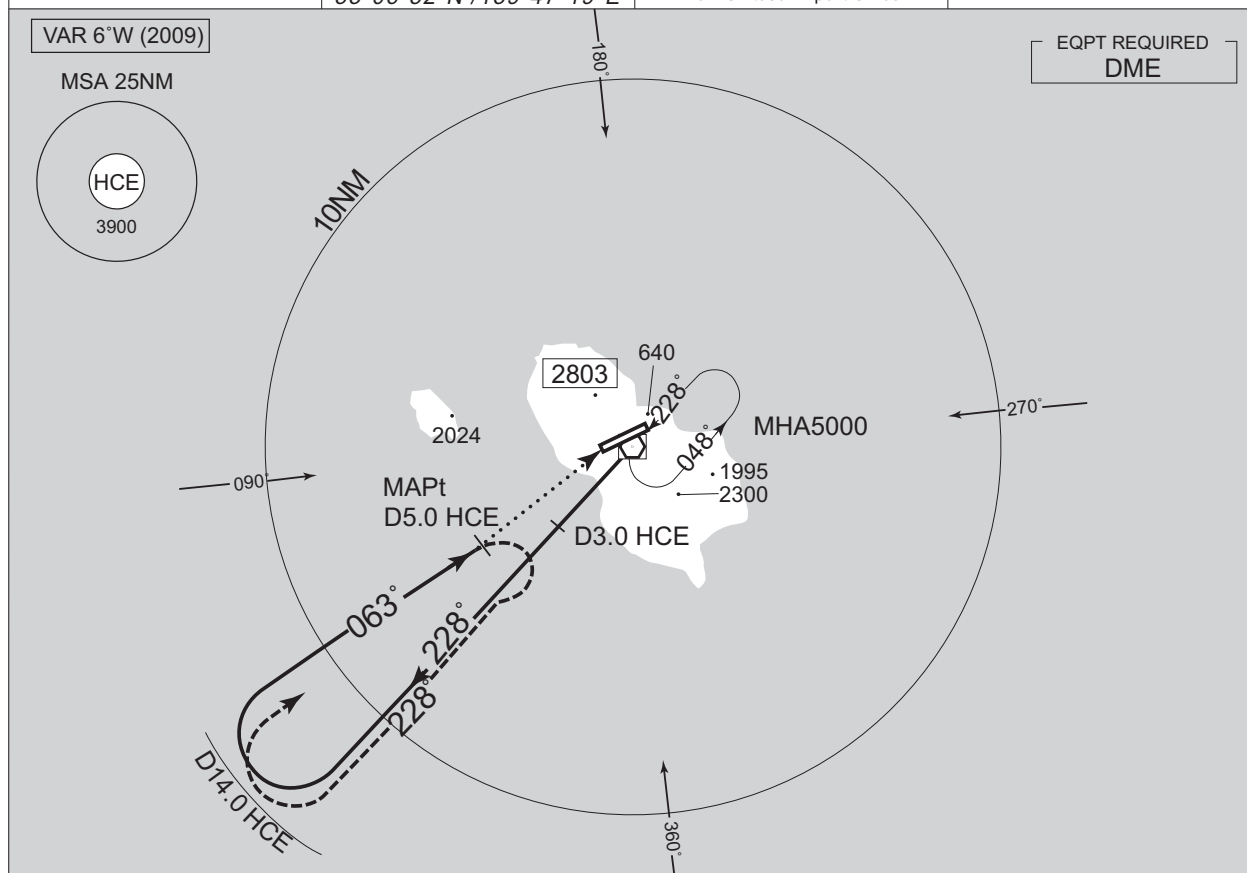 VAR 6°W (2009)
MSA 25NM
HCE
3900
EQPT REQUIRED
DME
180°
10NM
640
2803
228°
2024
MHA5000
270°
048°
1995
2300
090°
MAPt
D5.0 HCE
D3.0 HCE
063°
228°
228°
D14.0 HCE
360°